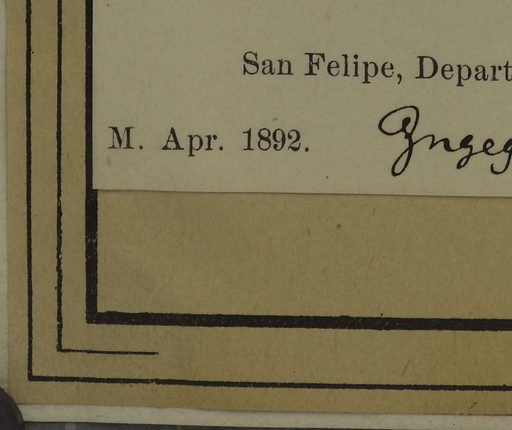 San Felipe, Depart
M. Apr. 1892.